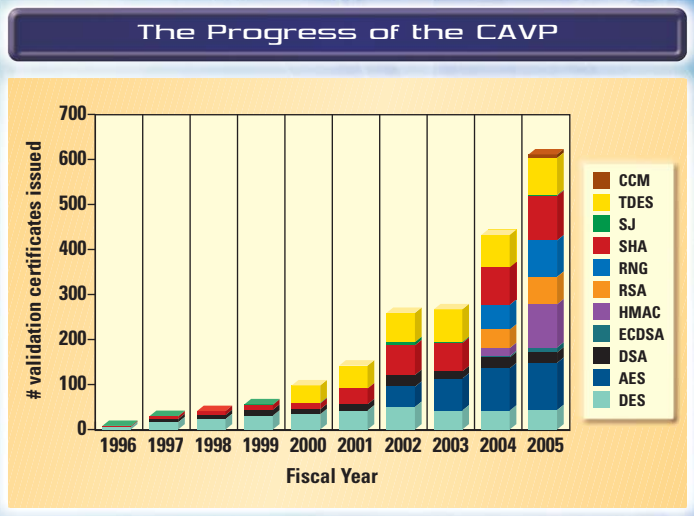 The Progress of the CAVP
# validation certificates issued
700
600
500
400
300
200
100
0
1996 1997 1998 1999 2000 2001 2002 2003 2004 2005
Fiscal Year
CCM
TDES
SJ
SHA
RNG
RSA
HMAC
ECDSA
DSA
AES
DES